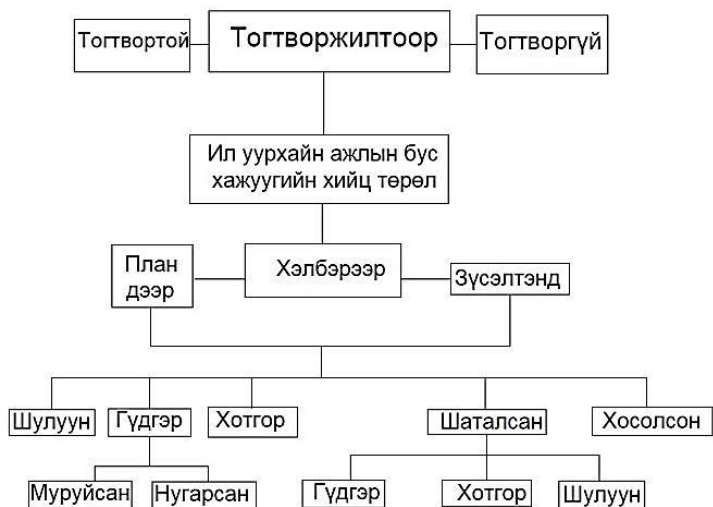 Тогтвортой
Тогтворжилтоор
Тогтворгүй
Ил уурхайн ажлын бус
хажуугийн хийц төрөл
План
дээр
Хэлбэрээр
Зүсэлтэнд
Шулуун
Гүдгэр
Хотгор
Шаталсан
Хосолсон
Муруйсан
Нугарсан
Гүдгэр
Хотгор
Шулуун